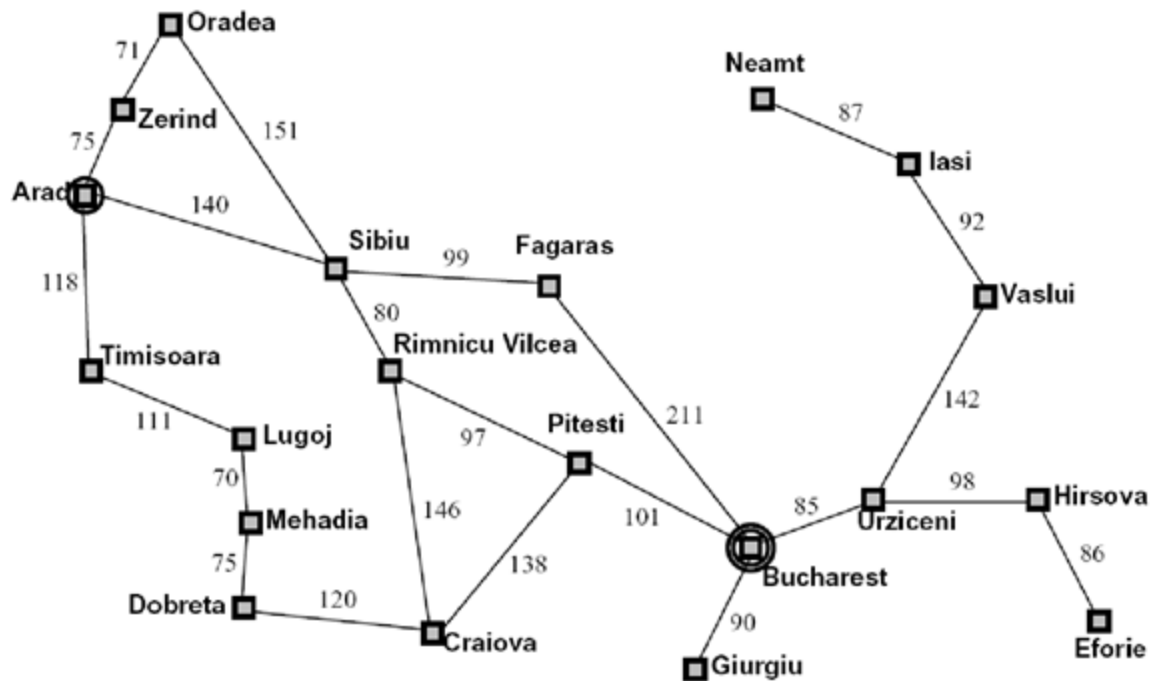 Oradea
71
Neamt
87
Zerind
151
75
Iasi
Arad
140
92
Sibiu
Fagaras
99
118
Vaslui
80
Rimnicu Vilcea
Timisoara
142
211
111
Pitesti
Lugoj
97
70
98
Hirsova
146
85
101
Urziceni
Mehadia
86
75
138
Bucharest
Dobreta
120
90
Craiova
Eforie
Giurgiu